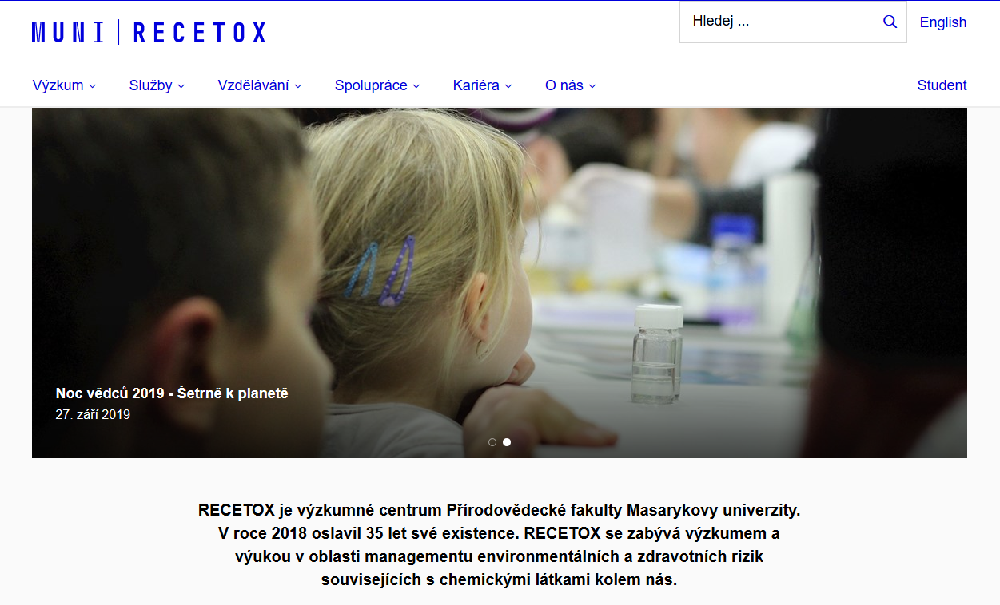 MUNI | RECETOX
Hledej ...
English
Výzkum
Služby
Vzdělávání
Spolupráce
Kariéra
O nás
Student
Noc vědců 2019 - Šetrně k planetě
27. září 2019
RECETOX je výzkumné centrum Přírodovědecké fakulty Masarykovy univerzity.
V roce 2018 oslavil 35 let své existence. RECETOX se zabývá výzkumem a
výukou v oblasti managementu environmentálních a zdravotních rizik
souvisejících s chemickými látkami kolem nás.